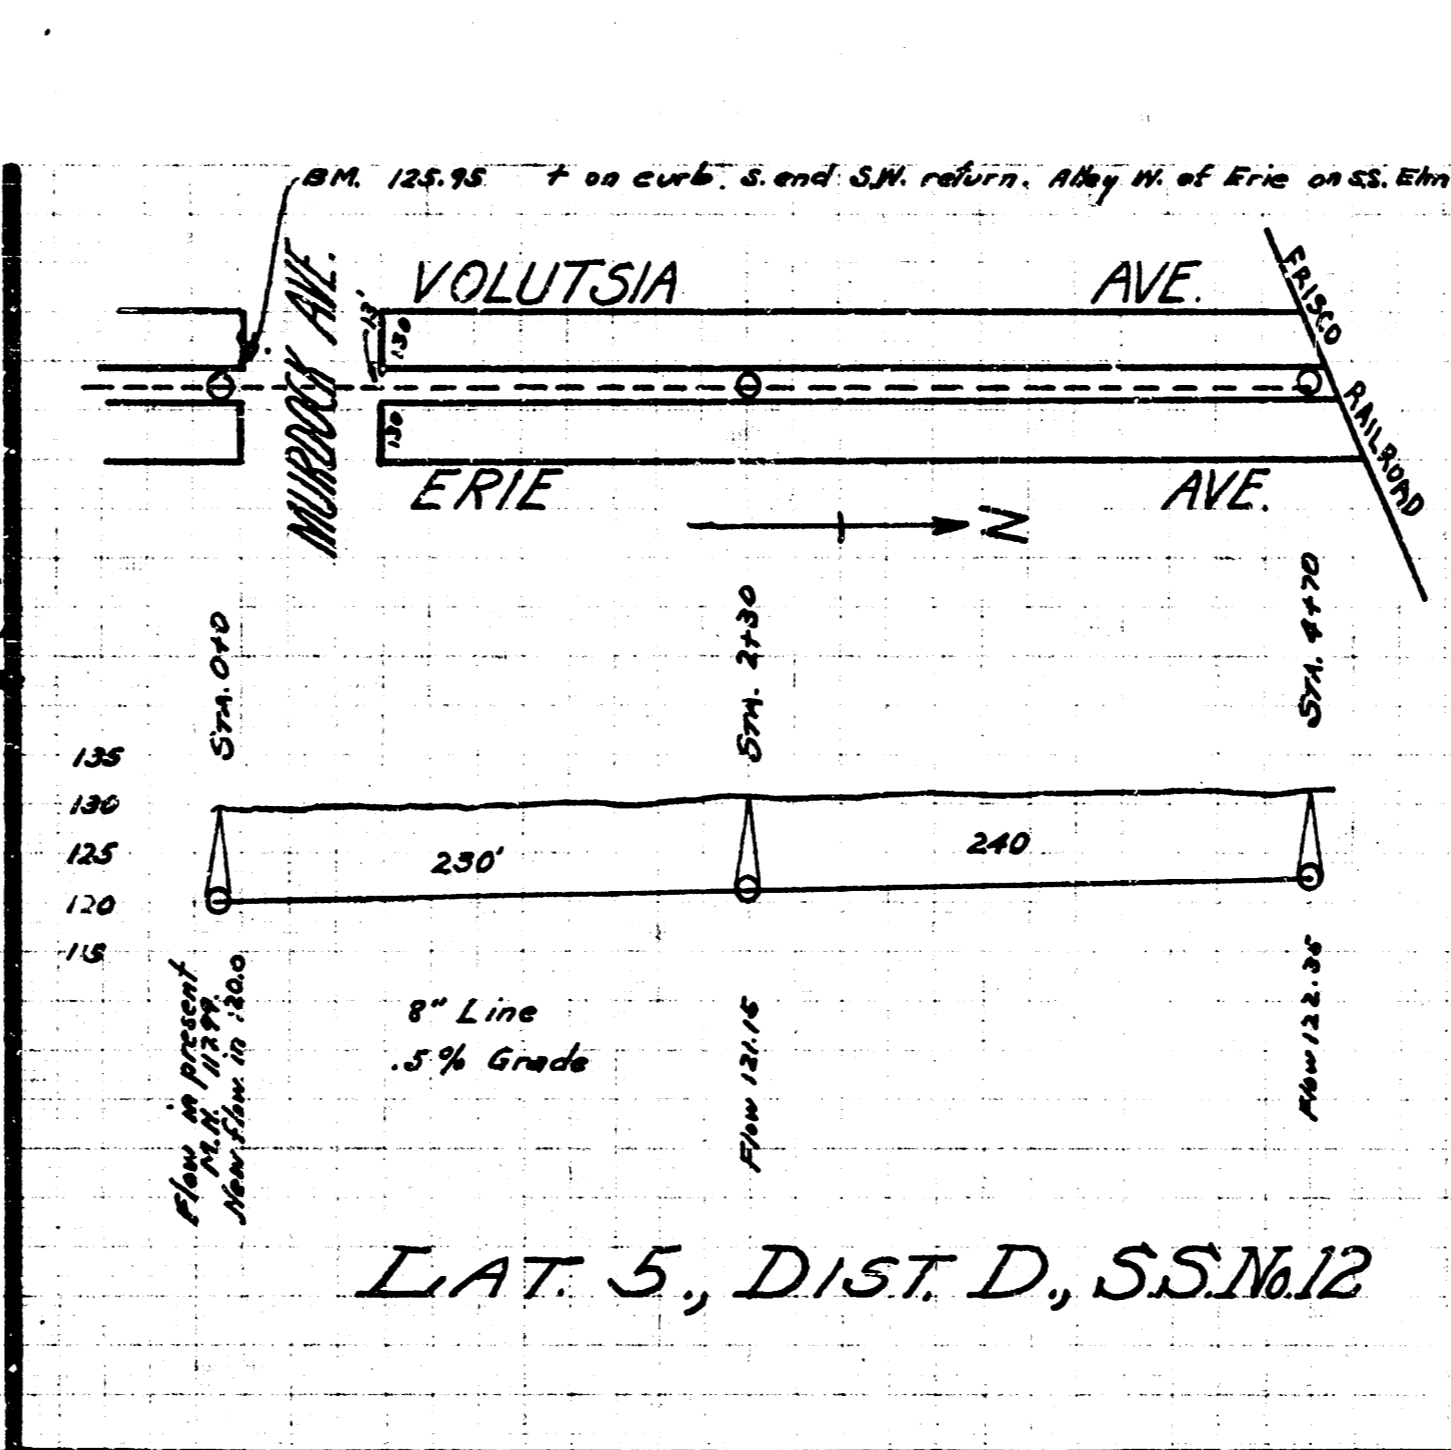 BM. 125.95 + on curb. S. end S.W. return. Alley W. of Erie on S.S. Elm
VOLUTSIA AVE.
MURDOCK AVE.
13'
130
130
FRISCO RAILROAD
ERIE AVE.
N
STA. 0+0
STA. 2+30
STA. 4+70
135
130
125
120
115
230'
240
Flow in present
M.H. 112.99.
New flow in 120.0
8" Line
.5% Grade
Flow 121.15
Flow 122.35
LAT. 5., DIST. D., S.S. No. 12